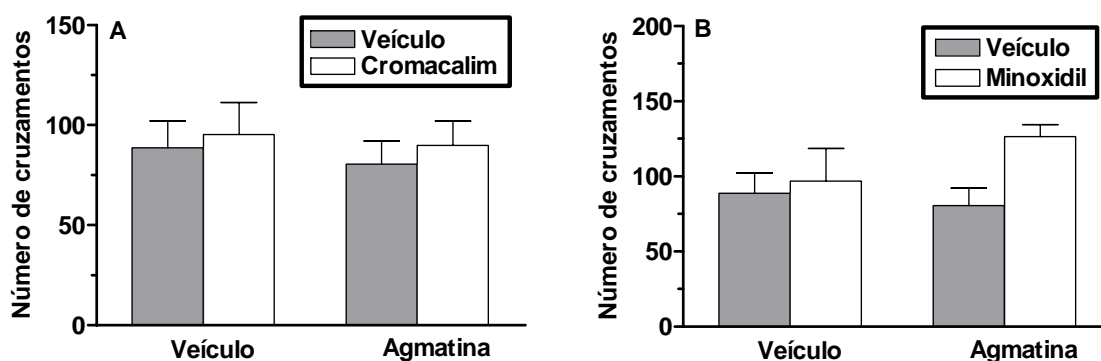 A
Veículo
Cromacalim
Número de cruzamentos
150
100
50
0
Veículo
Agmatina
B
Veículo
Minoxidil
Número de cruzamentos
200
150
100
50
0
Veículo
Agmatina